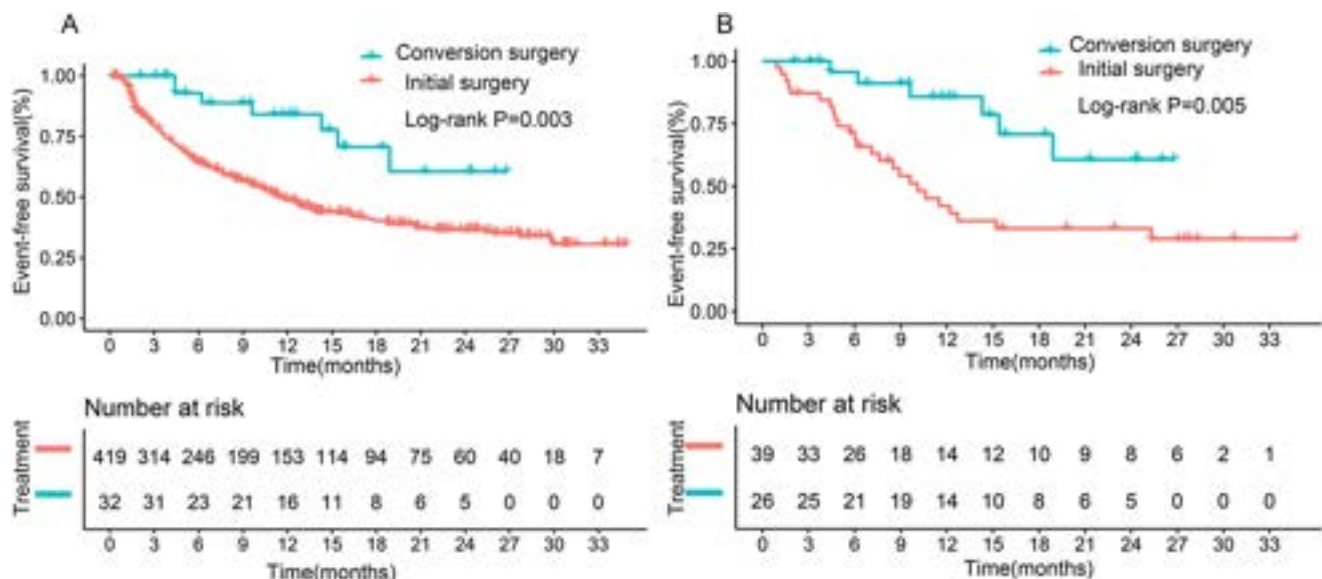 A
Conversion surgery
Initial surgery
Log-rank P=0.003
Event-free survival(%)
1.00
0.75
0.50
0.25
0.00
0 3 6 9 12 15 18 21 24 27 30 33
Time(months)
Number at risk
Treatment
419 314 246 199 153 114 94 75 60 40 18 7
32 31 23 21 16 11 8 6 5 0 0 0
0 3 6 9 12 15 18 21 24 27 30 33
Time(months)
B
Conversion surgery
Initial surgery
Log-rank P=0.005
Event-free survival(%)
1.00
0.75
0.50
0.25
0.00
0 3 6 9 12 15 18 21 24 27 30 33
Time(months)
Number at risk
Treatment
39 33 26 18 14 12 10 9 8 6 2 1
26 25 21 19 14 10 8 6 5 0 0 0
0 3 6 9 12 15 18 21 24 27 30 33
Time(months)